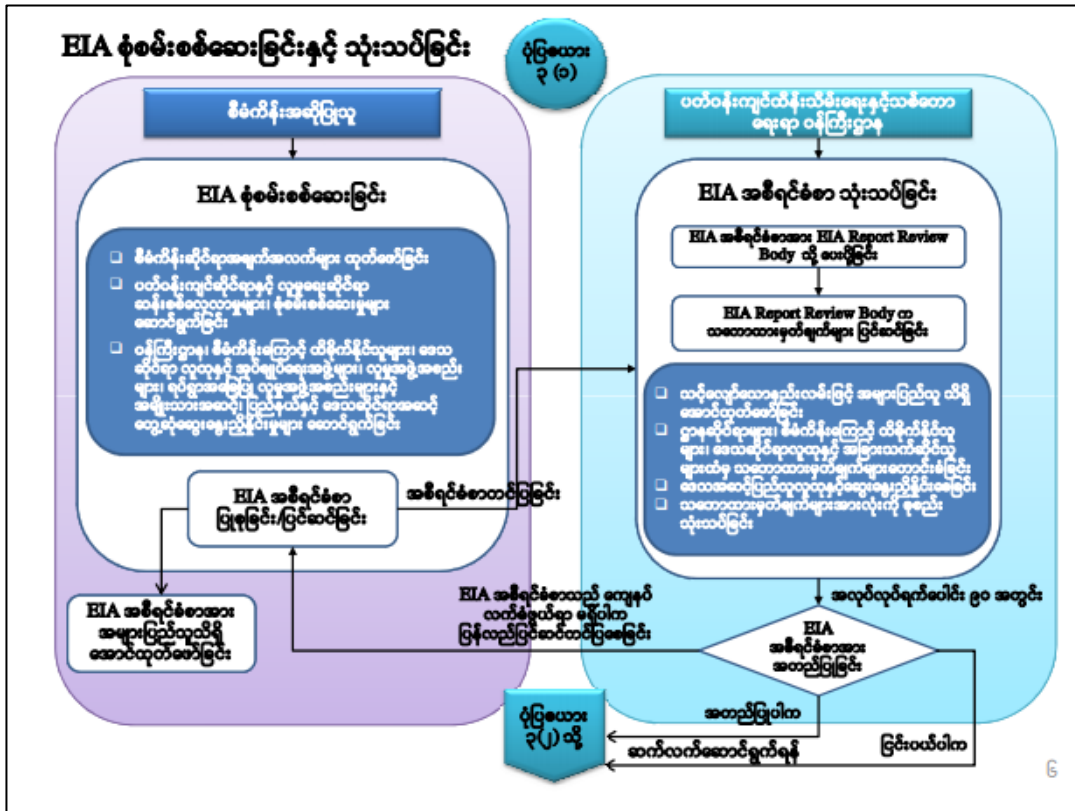 EIA စုံစမ်းစစ်ဆေးခြင်းနှင့် သုံးသပ်ခြင်း
ပုံပြဇယား
၃ (၁)
စီမံကိန်းအဆိုပြုသူ
EIA စုံစမ်းစစ်ဆေးခြင်း
စီမံကိန်းဆိုင်ရာအချက်အလက်များ ထုတ်ဖော်ခြင်း
ပတ်ဝန်းကျင်ဆိုင်ရာနှင့် လူမှုရေးဆိုင်ရာ
ဆန်းစစ်လေ့လာမှုများ၊ စုံစမ်းစစ်ဆေးမှုများ
ဆောင်ရွက်ခြင်း
ဝန်ကြီးဌာန၊ စီမံကိန်းကြောင့် ထိခိုက်နိုင်သူများ၊ ဒေသ
ဆိုင်ရာ လူထုနှင့် အုပ်ချုပ်ရေးအဖွဲ့များ၊ လူမှုအဖွဲ့အစည်း
များ၊ ရပ်ရွာအခြေပြု လူမှုအဖွဲ့အစည်းများနှင့်
အမျိုးသားအဆင့်၊ ပြည်နယ်နှင့် ဒေသဆိုင်ရာအဆင့်
တွေ့ဆုံဆွေးနွေးညှိနှိုင်းမှုများ ဆောင်ရွက်ခြင်း
EIA အစီရင်ခံစာ
ပြုစုခြင်း/ပြင်ဆင်ခြင်း
အစီရင်ခံစာတင်ပြခြင်း
EIA အစီရင်ခံစာအား
အများပြည်သူသိရှိ
အောင်ထုတ်ဖော်ခြင်း
ပတ်ဝန်းကျင်ထိန်းသိမ်းရေးနှင့်သစ်တော
ရေးရာ ဝန်ကြီးဌာန
EIA အစီရင်ခံစာ သုံးသပ်ခြင်း
EIA အစီရင်ခံစာအား EIA Report Review
Body သို့ ပေးပို့ခြင်း
EIA Report Review Body က
သဘောထားမှတ်ချက်များ ပြင်ဆင်ခြင်း
သင့်လျော်သောနည်းလမ်းဖြင့် အများပြည်သူ သိရှိ
အောင်ထုတ်ဖော်ခြင်း
ဌာနဆိုင်ရာများ၊ စီမံကိန်းကြောင့် ထိခိုက်နိုင်သူ
များ၊ ဒေသဆိုင်ရာလူထုနှင့် အခြားသက်ဆိုင်သူ
များထံမှ သဘောထားမှတ်ချက်များတောင်းခံခြင်း
ဒေသအဆင့်ပြည်သူလူထုနှင့်ဆွေးနွေးညှိနှိုင်းစေခြင်း
သဘောထားမှတ်ချက်များအားလုံးကို စုစည်း
သုံးသပ်ခြင်း
အလုပ်လုပ်ရက်ပေါင်း ၉၀ အတွင်း
EIA
အစီရင်ခံစာအား
အတည်ပြုခြင်း
EIA အစီရင်ခံစာသည် ကျေနပ်
လက်ခံဖွယ်ရာ မရှိပါက
ပြန်လည်ပြင်ဆင်တင်ပြစေခြင်း
အတည်ပြုပါက
ငြင်းပယ်ပါက
ဆက်လက်ဆောင်ရွက်ရန်
ပုံပြဇယား
၃(၂) သို့
၆